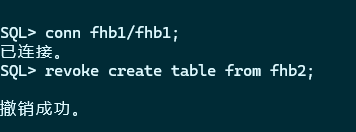 SQL> conn fhb1/fhb1;
已连接。
SQL> revoke create table from fhb2;
撤销成功。